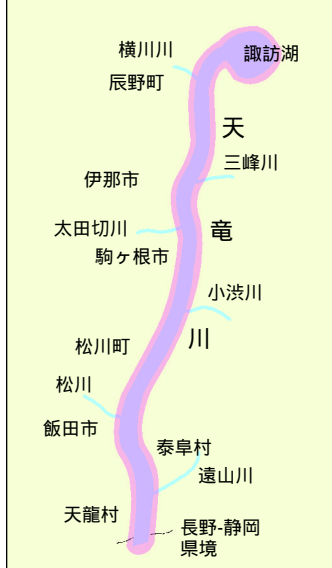 横川川
諏訪湖
辰野町
天
三峰川
伊那市
太田切川
竜
駒ヶ根市
小渋川
川
松川町
松川
飯田市
泰阜村
遠山川
天龍村
長野-静岡
県境